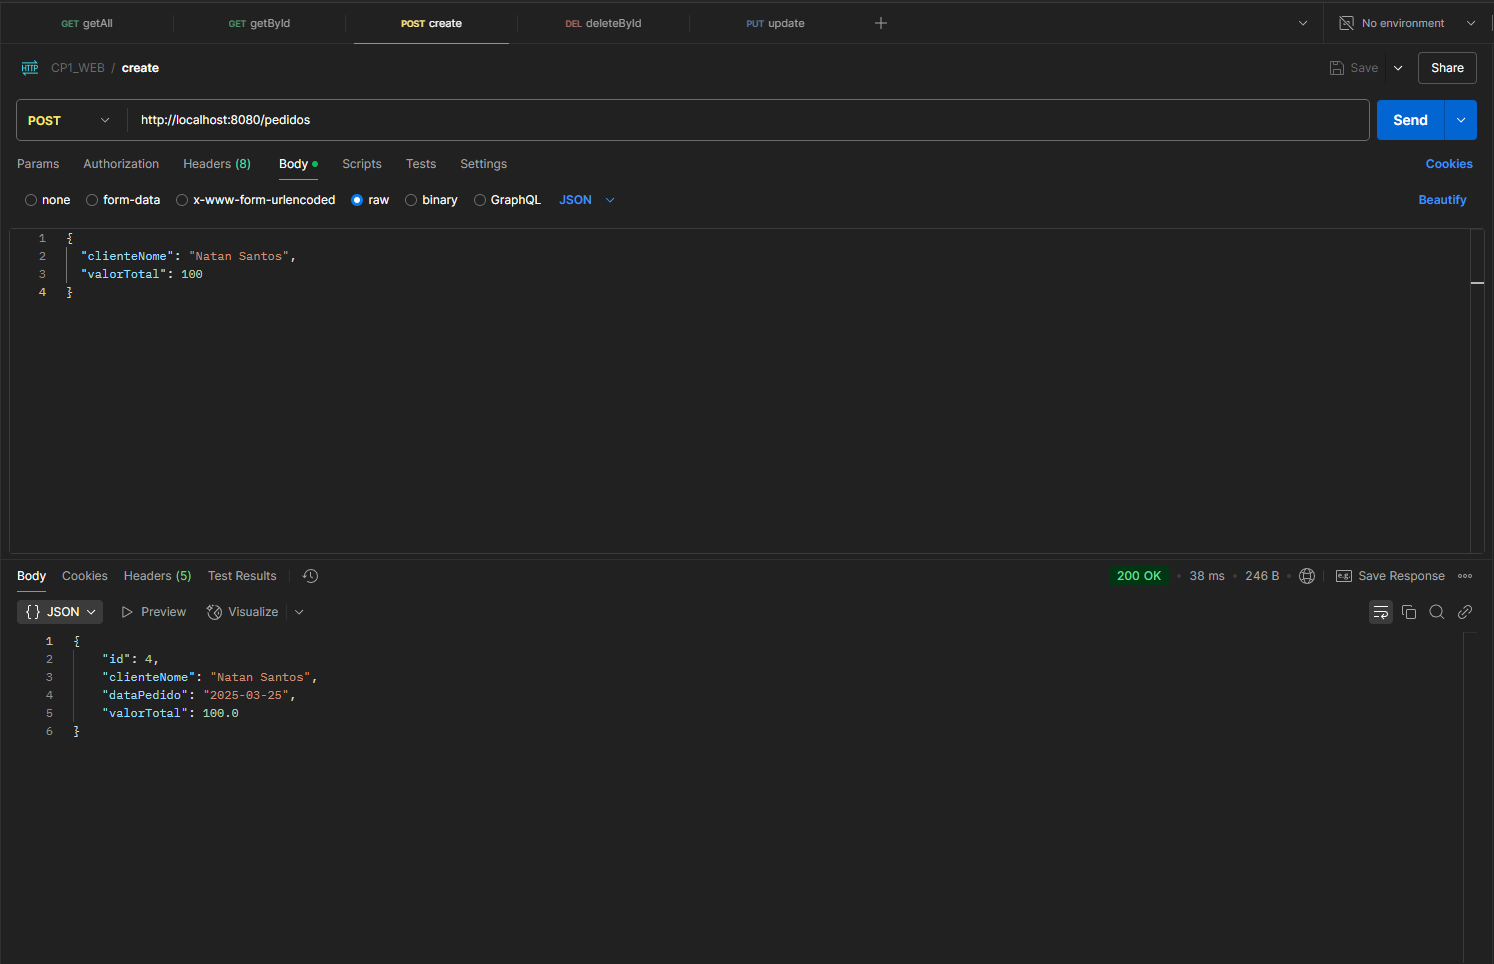 GET getAll GET getById POST create DEL deleteById PUT update No environment
HTTP CP1_WEB / create Save Share
POST http://localhost:8080/pedidos Send
Params Authorization Headers (8) Body Scripts Tests Settings Cookies
none form-data x-www-form-urlencoded raw binary GraphQL JSON Beautify
1 {
2 "clienteNome": "Natan Santos",
3 "valorTotal": 100
4 }
Body Cookies Headers (5) Test Results 200 OK • 38 ms • 246 B • e.g. Save Response
{} JSON Preview Visualize
1 {
2 "id": 4,
3 "clienteNome": "Natan Santos",
4 "dataPedido": "2025-03-25",
5 "valorTotal": 100.0
6 }